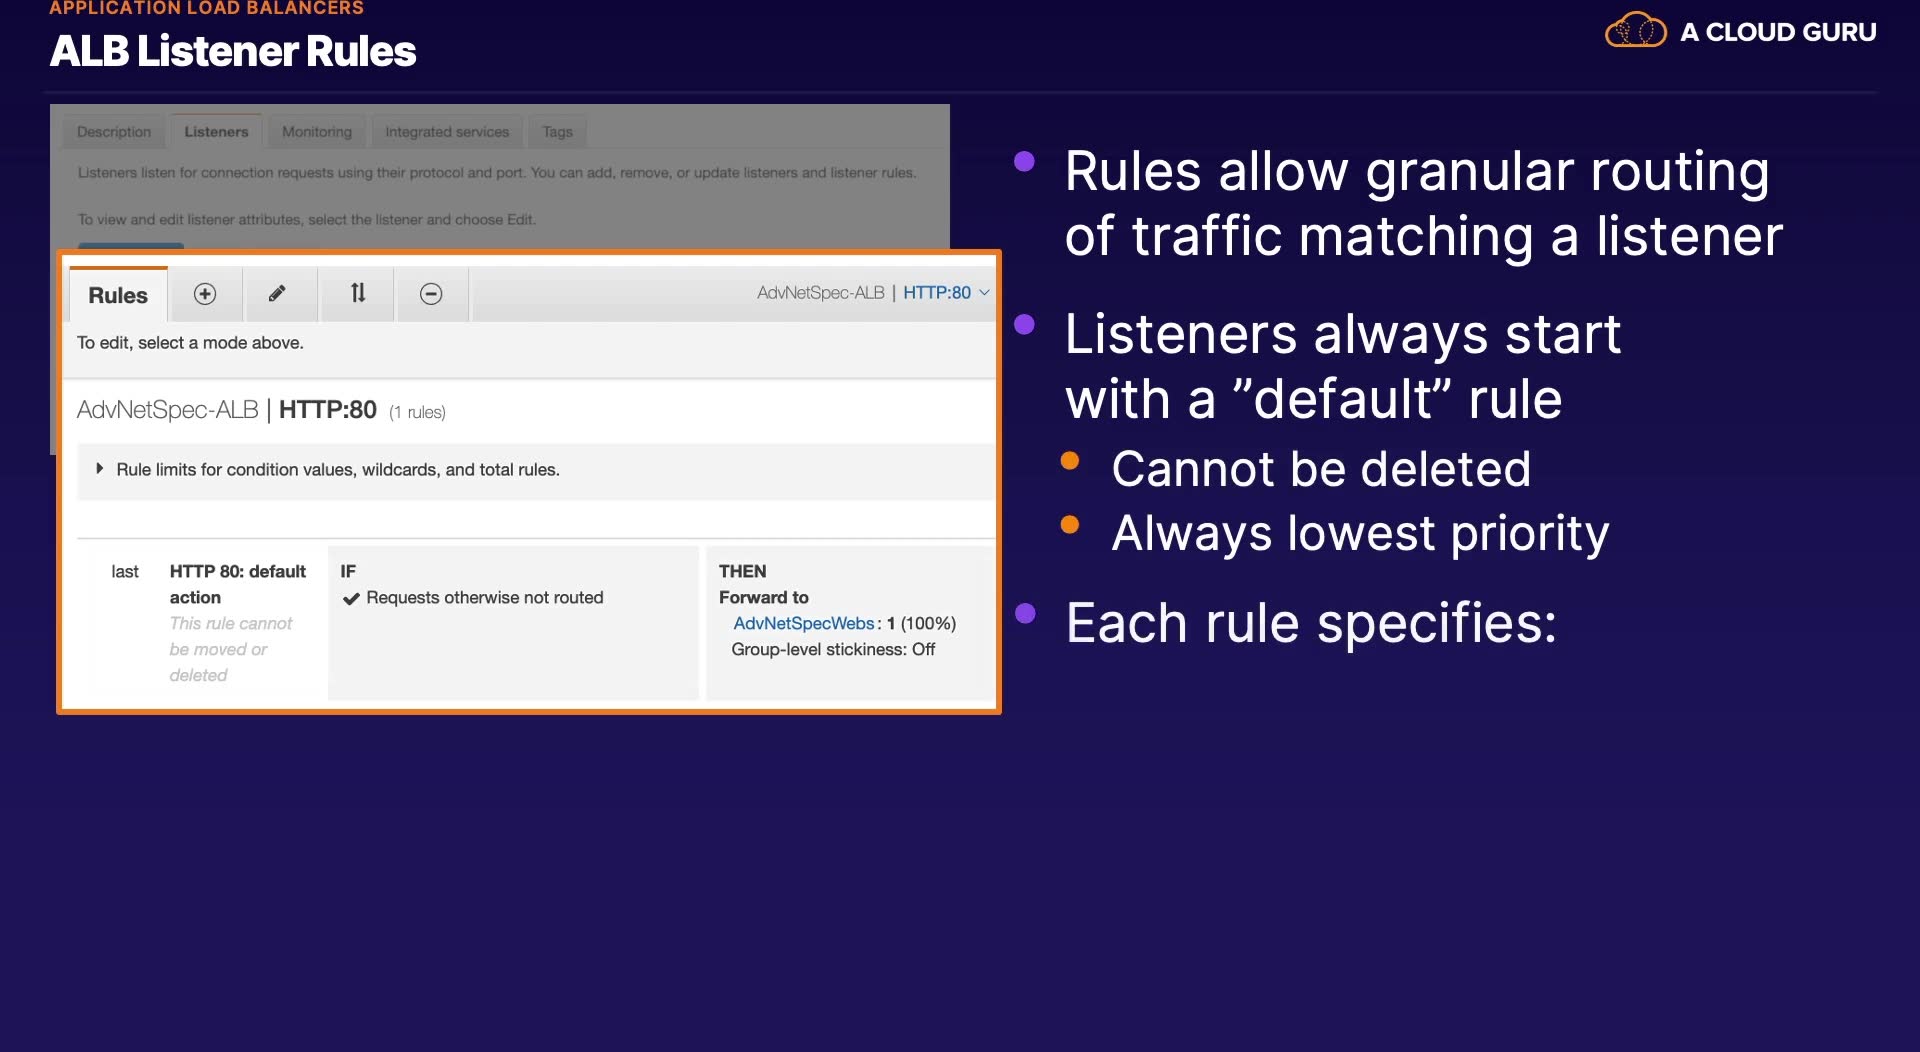 APPLICATION LOAD BALANCERS
ALB Listener Rules
A CLOUD GURU
Description Listeners Monitoring Integrated services Tags
Listeners listen for connection requests using their protocol and port. You can add, remove, or update listeners and listener rules.
To view and edit listener attributes, select the listener and choose Edit.
Rules
AdvNetSpec-ALB | HTTP:80
To edit, select a mode above.
AdvNetSpec-ALB | HTTP:80 (1 rules)
Rule limits for condition values, wildcards, and total rules.
last
HTTP 80: default
action
This rule cannot
be moved or
deleted
IF
Requests otherwise not routed
THEN
Forward to
AdvNetSpecWebs: 1 (100%)
Group-level stickiness: Off
Rules allow granular routing
of traffic matching a listener
Listeners always start
with a ”default” rule
Cannot be deleted
Always lowest priority
Each rule specifies: